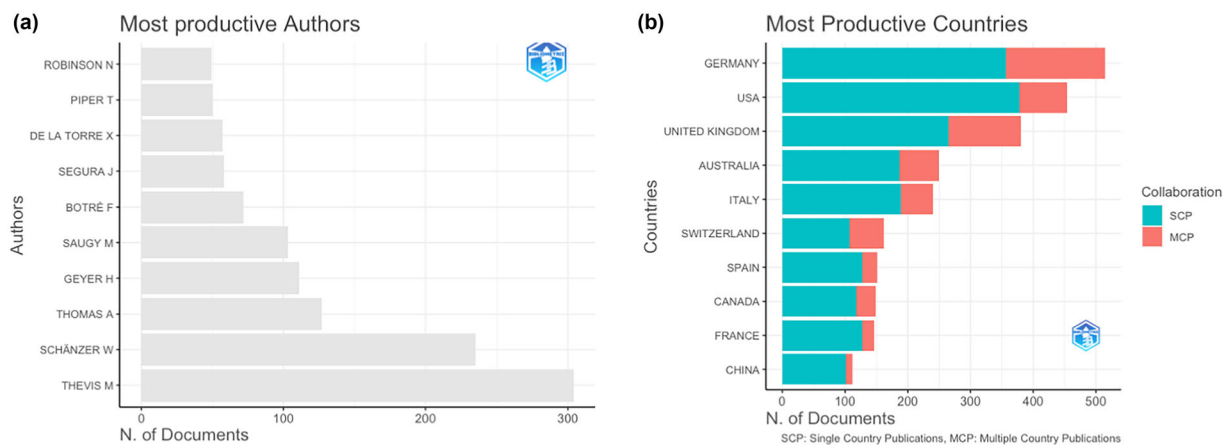 (a)
Most productive Authors
Authors
ROBINSON N
PIPER T
DE LA TORRE X
SEGURA J
BOTRÉ F
SAUGY M
GEYER H
THOMAS A
SCHÄNZER W
THEVIS M
0 100 200 300
N. of Documents
BIBLIOMETRIX
(b)
Most Productive Countries
Countries
GERMANY
USA
UNITED KINGDOM
AUSTRALIA
ITALY
SWITZERLAND
SPAIN
CANADA
FRANCE
CHINA
0 100 200 300 400 500
N. of Documents
Collaboration
SCP
MCP
SCP: Single Country Publications, MCP: Multiple Country Publications